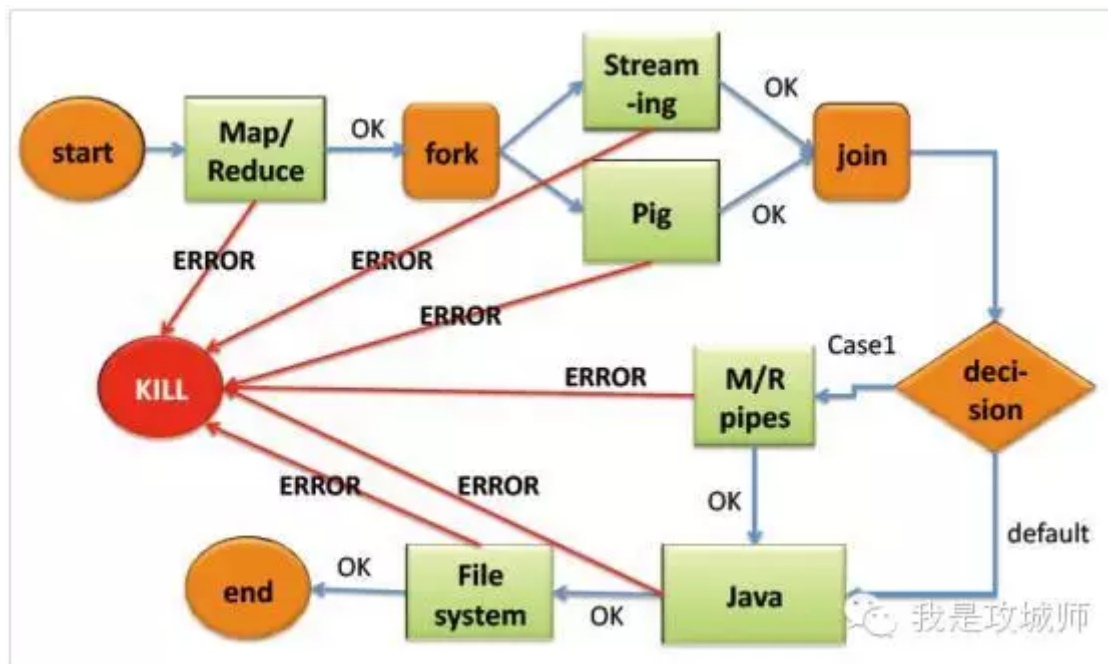 start
Map/
Reduce
OK
fork
Stream
-ing
OK
join
Pig
OK
ERROR
ERROR
ERROR
KILL
ERROR
M/R
pipes
Case1
deci-
sion
ERROR
ERROR
OK
default
end
OK
File
system
OK
Java
我是攻城师